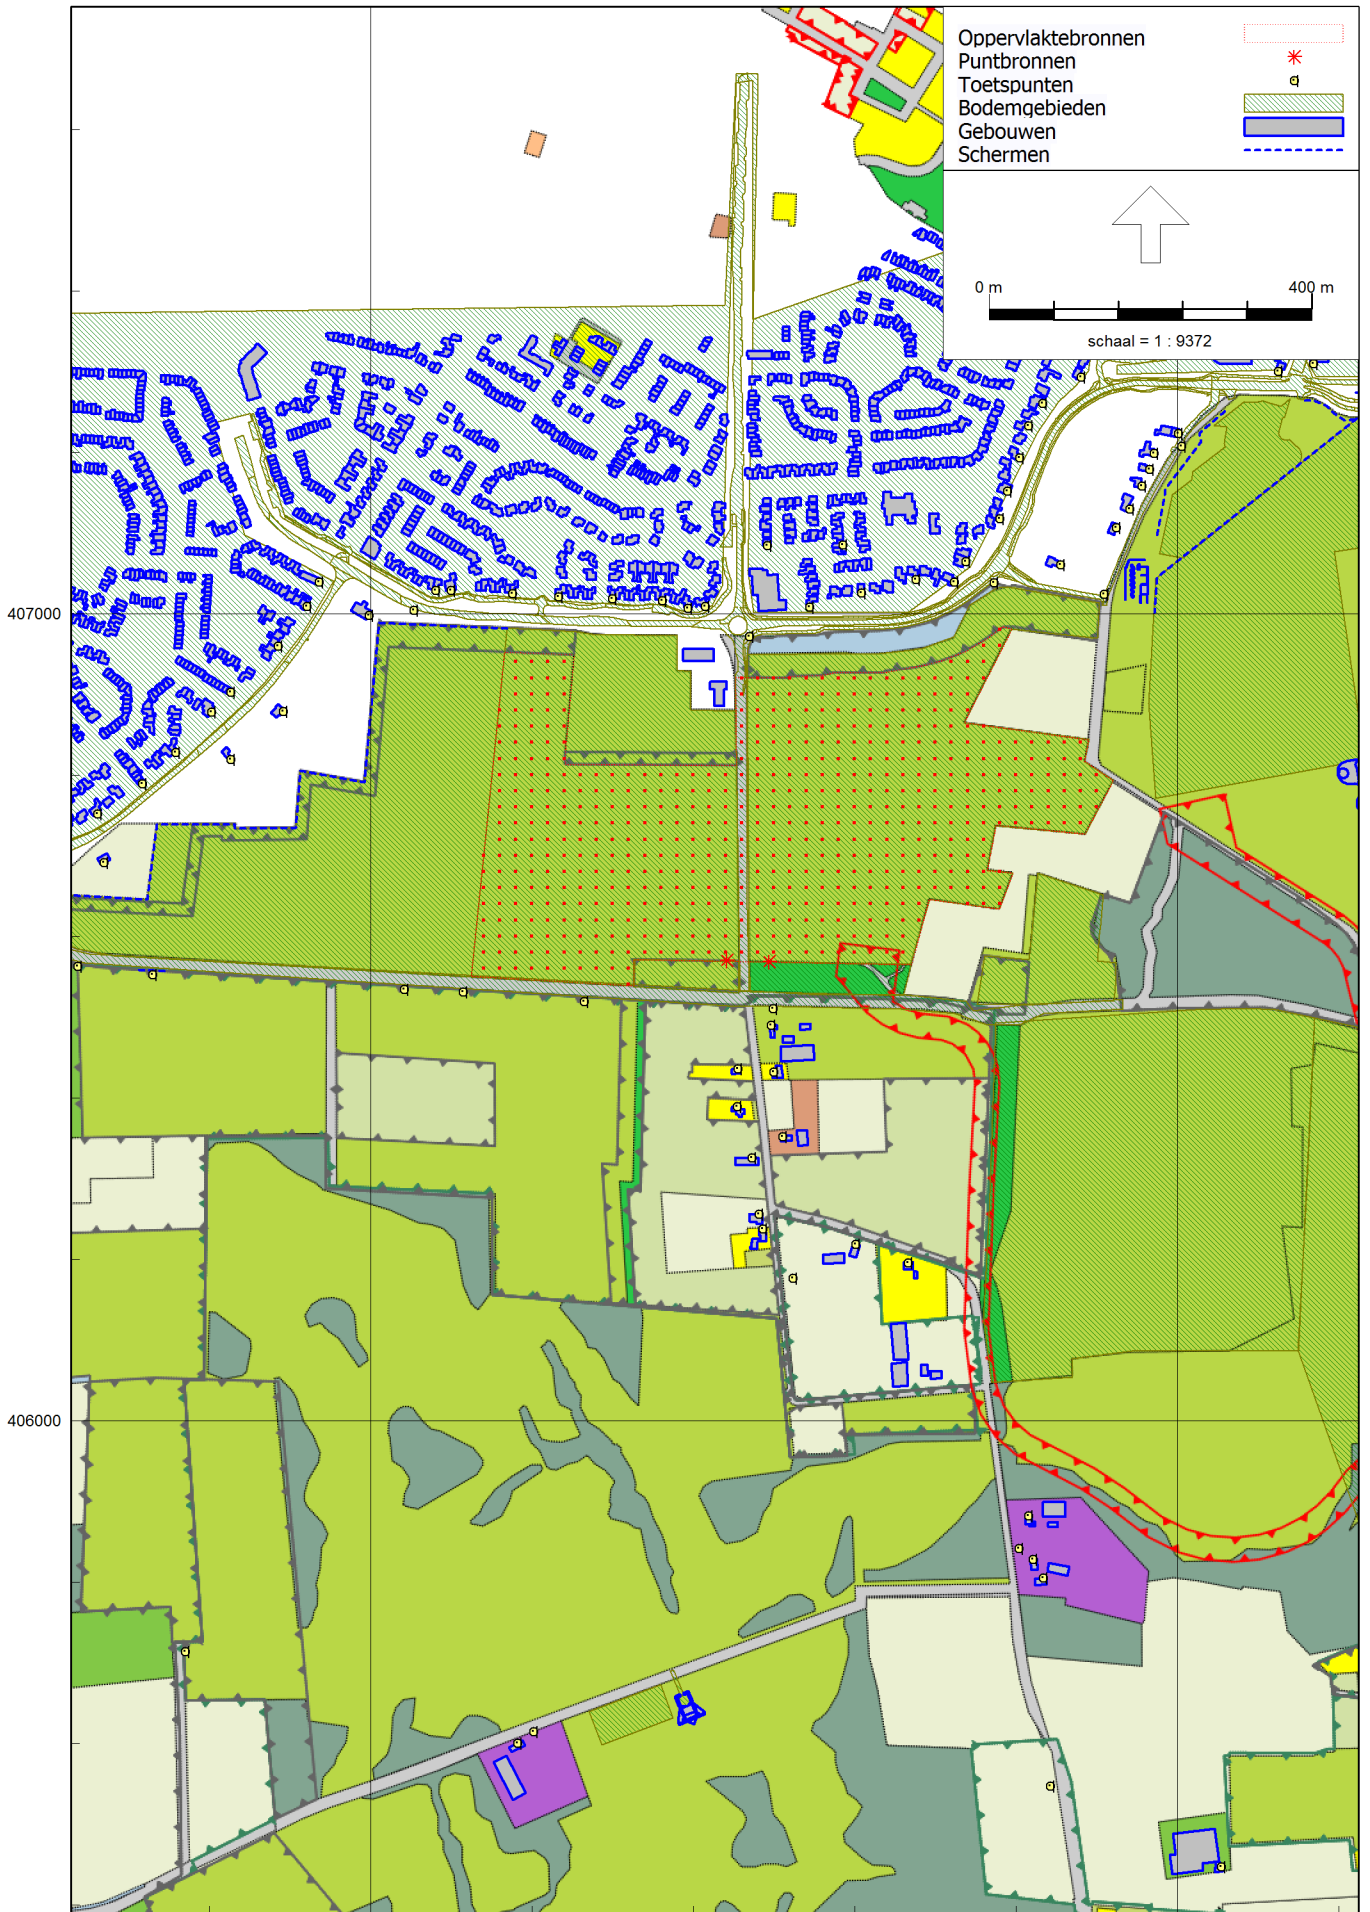 Oppervlaktebronnen
Puntbronnen
Toetspunten
Bodemgebieden
Gebouwen
Schermen
0 m 400 m
schaal = 1 : 9372
407000
406000